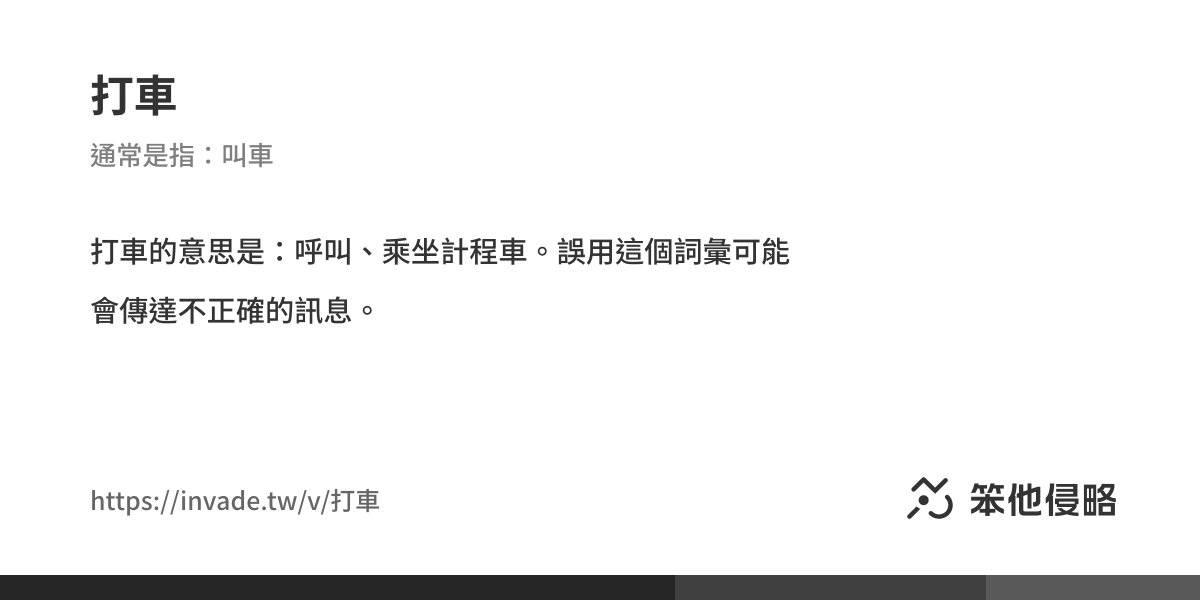 打車
通常是指：叫車
打車的意思是：呼叫、乘坐計程車。誤用這個詞彙可能
會傳達不正確的訊息。
https://invade.tw/v/打車
笨他侵略